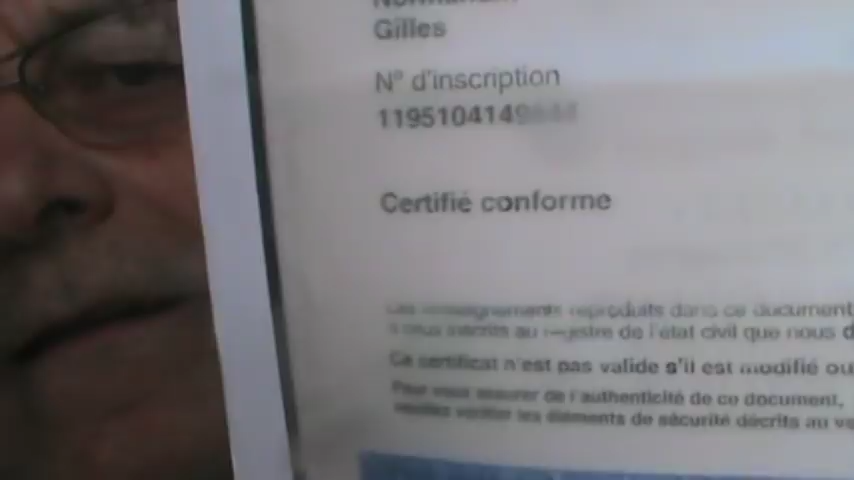 Gilles
N° d'inscription
119510414
Certifié conforme
reproduits dans ce document
au registre de l'état civil que nous d
Ce certificat n'est pas valide s'il est modifié ou
Pour vous assurer de l'authenticité de ce document,
veuillez vérifier les éléments de sécurité décrits au ve